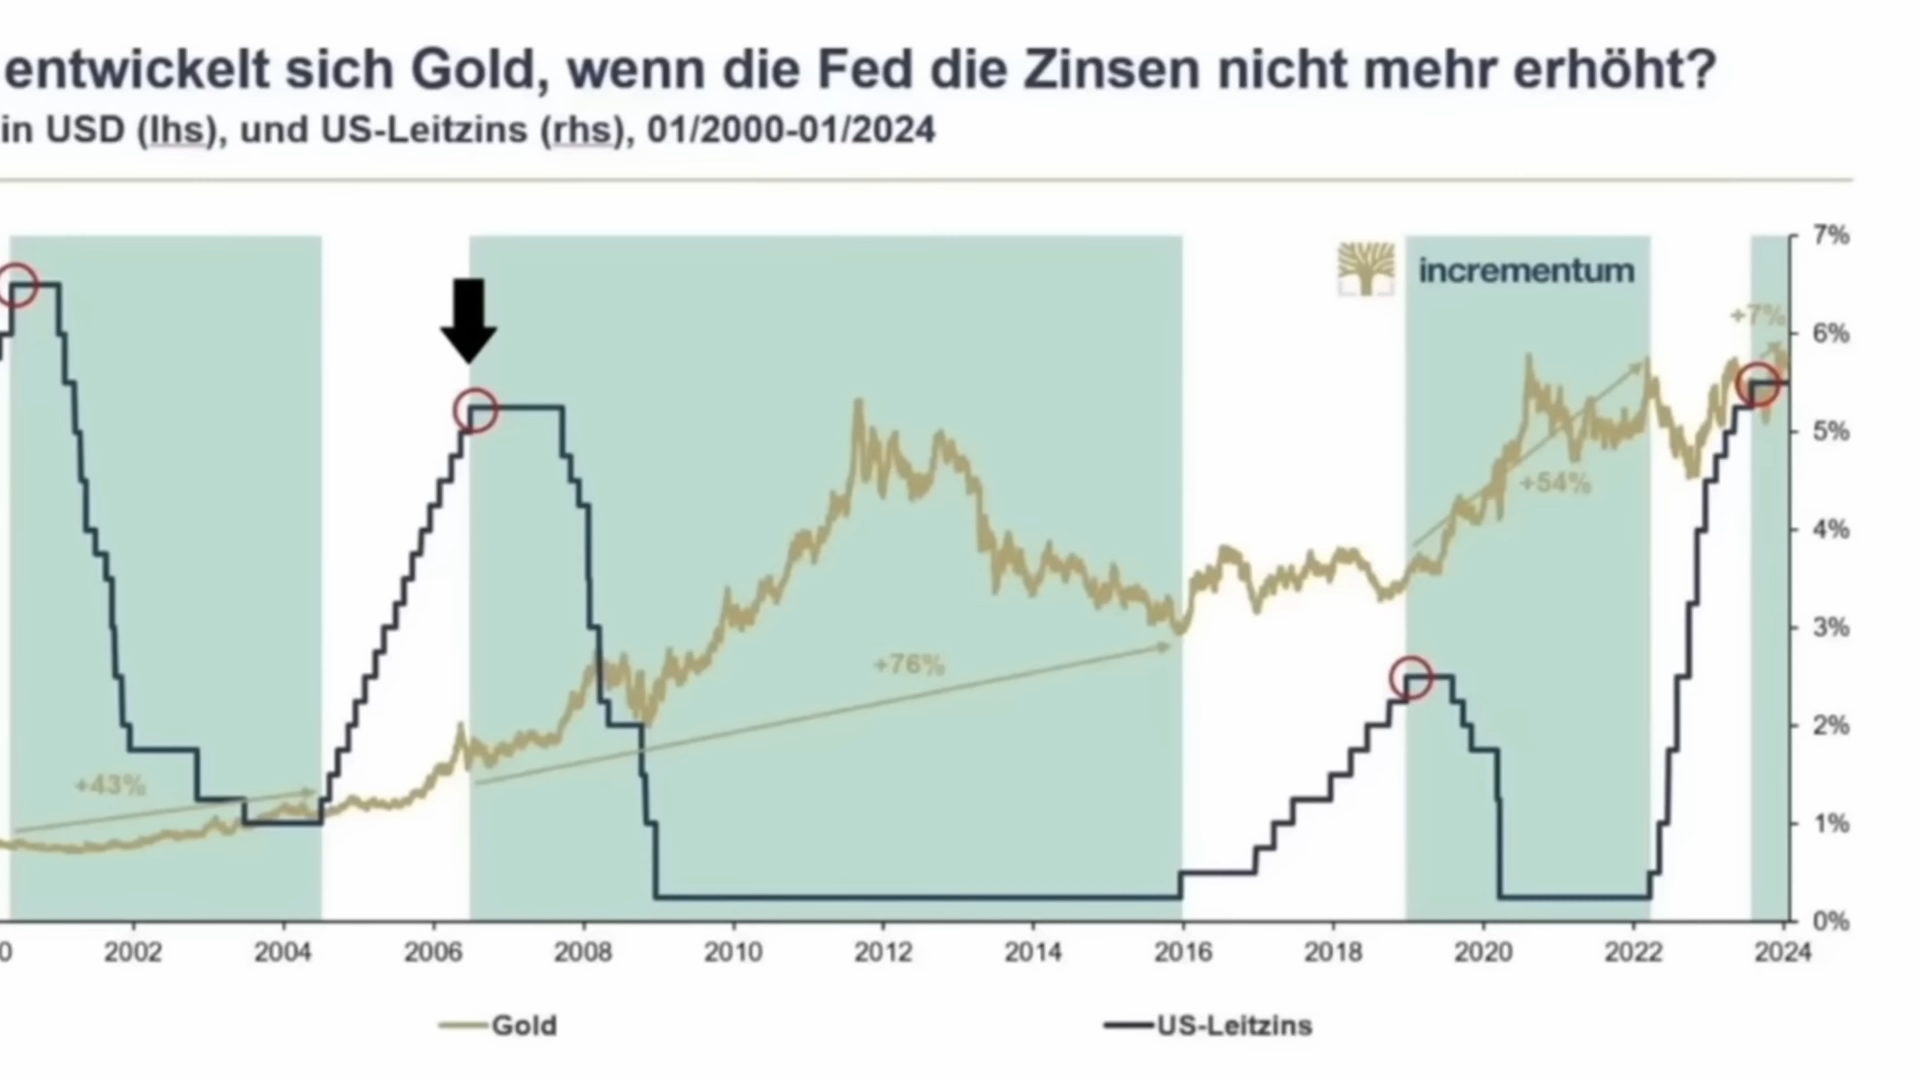 entwickelt sich Gold, wenn die Fed die Zinsen nicht mehr erhöht?
in USD (lhs), und US-Leitzins (rhs), 01/2000-01/2024
incrementum
7%
+7%
6%
5%
+54%
4%
3%
+76%
2%
+43%
1%
0%
0 2002 2004 2006 2008 2010 2012 2014 2016 2018 2020 2022 2024
Gold US-Leitzins